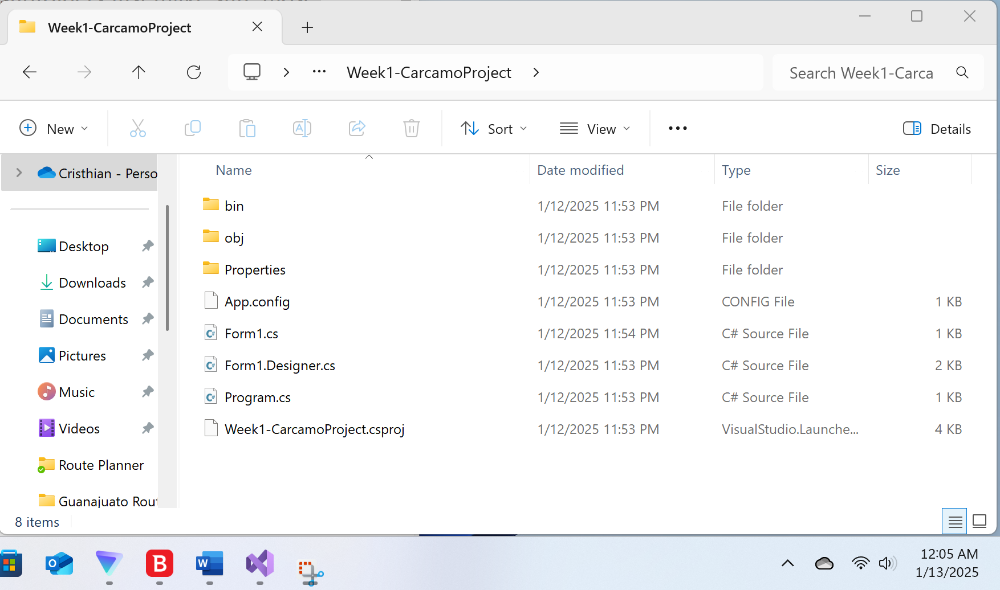 Week1-CarcamoProject
Week1-CarcamoProject
Search Week1-Carca
New
Sort
View
Details
Cristhian - Perso
Name
Date modified
Type
Size
bin
1/12/2025 11:53 PM
File folder
obj
1/12/2025 11:53 PM
File folder
Properties
1/12/2025 11:53 PM
File folder
App.config
1/12/2025 11:53 PM
CONFIG File
1 KB
Form1.cs
1/12/2025 11:54 PM
C# Source File
1 KB
Form1.Designer.cs
1/12/2025 11:53 PM
C# Source File
2 KB
Program.cs
1/12/2025 11:53 PM
C# Source File
1 KB
Week1-CarcamoProject.csproj
1/12/2025 11:53 PM
VisualStudio.Launche...
4 KB
Desktop
Downloads
Documents
Pictures
Music
Videos
Route Planner
Guanajuato Rout
8 items
12:05 AM
1/13/2025